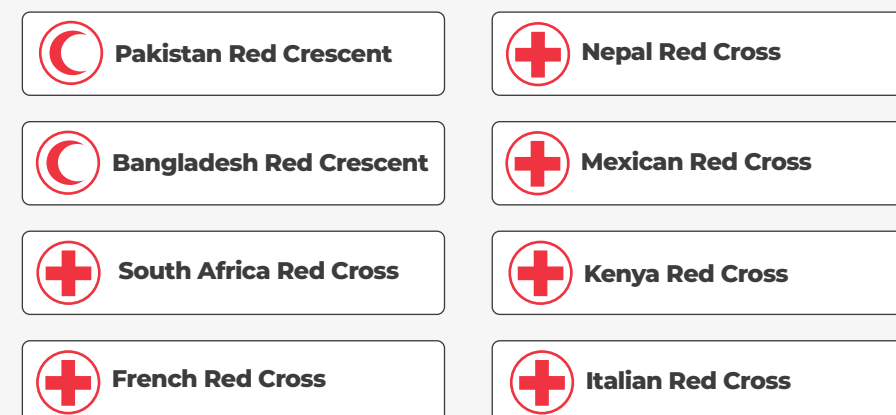 Pakistan Red Crescent
Nepal Red Cross
Bangladesh Red Crescent
Mexican Red Cross
South Africa Red Cross
Kenya Red Cross
French Red Cross
Italian Red Cross